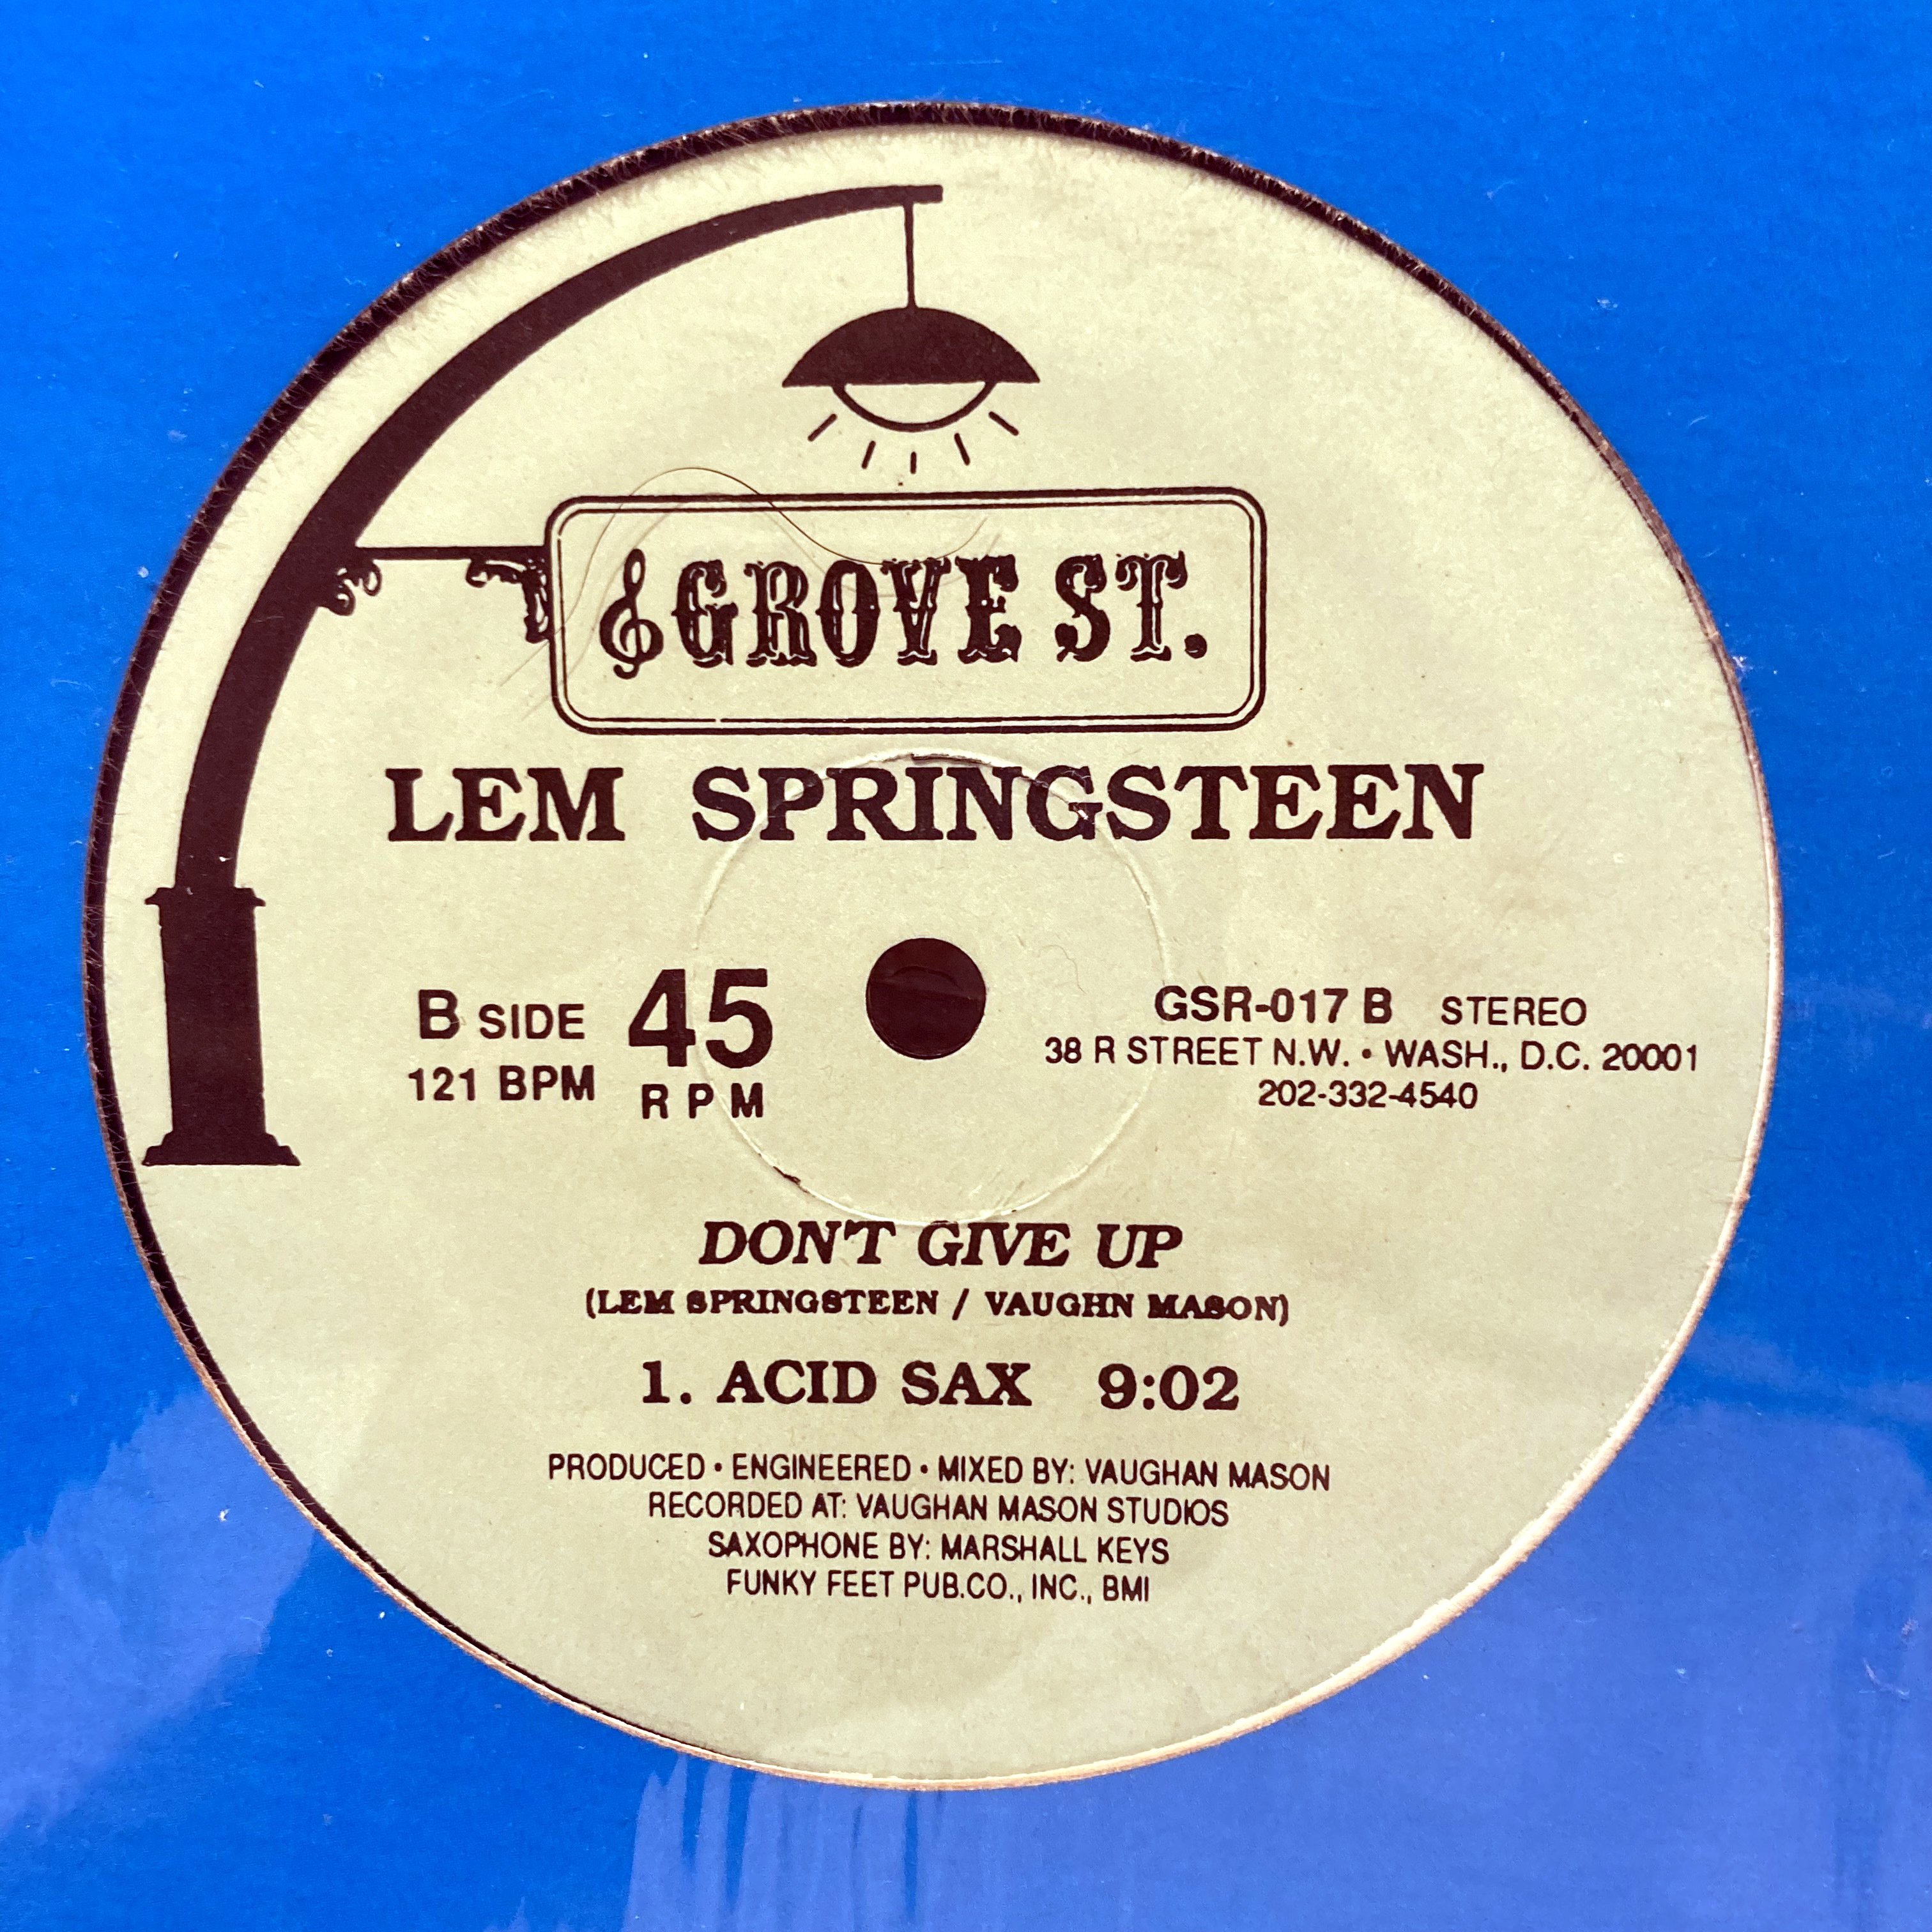 GROVE ST.
LEM SPRINGSTEEN
B SIDE 45 GSR-017 B STEREO
121 BPM RPM 38 R STREET N.W. • WASH., D.C. 20001
202-332-4540
DON'T GIVE UP
(LEM SPRINGSTEEN / VAUGHN MASON)
1. ACID SAX 9:02
PRODUCED • ENGINEERED • MIXED BY: VAUGHAN MASON
RECORDED AT: VAUGHAN MASON STUDIOS
SAXOPHONE BY: MARSHALL KEYS
FUNKY FEET PUB.CO., INC., BMI